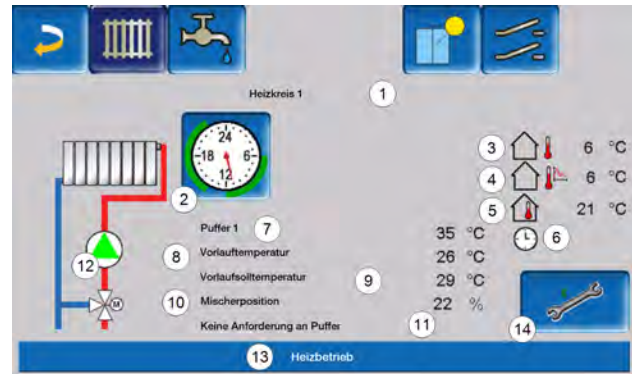 Heizkreis 1
1
24
18 6
12
2
3 6 °C
4 6 °C
5 21 °C
6
Puffer 1 7 35 °C
8 Vorlauftemperatur 26 °C
Vorlaufsolltemperatur 9 29 °C
10 Mischerposition 22 %
Keine Anforderung an Puffer 11
12
M
14
13 Heizbetrieb